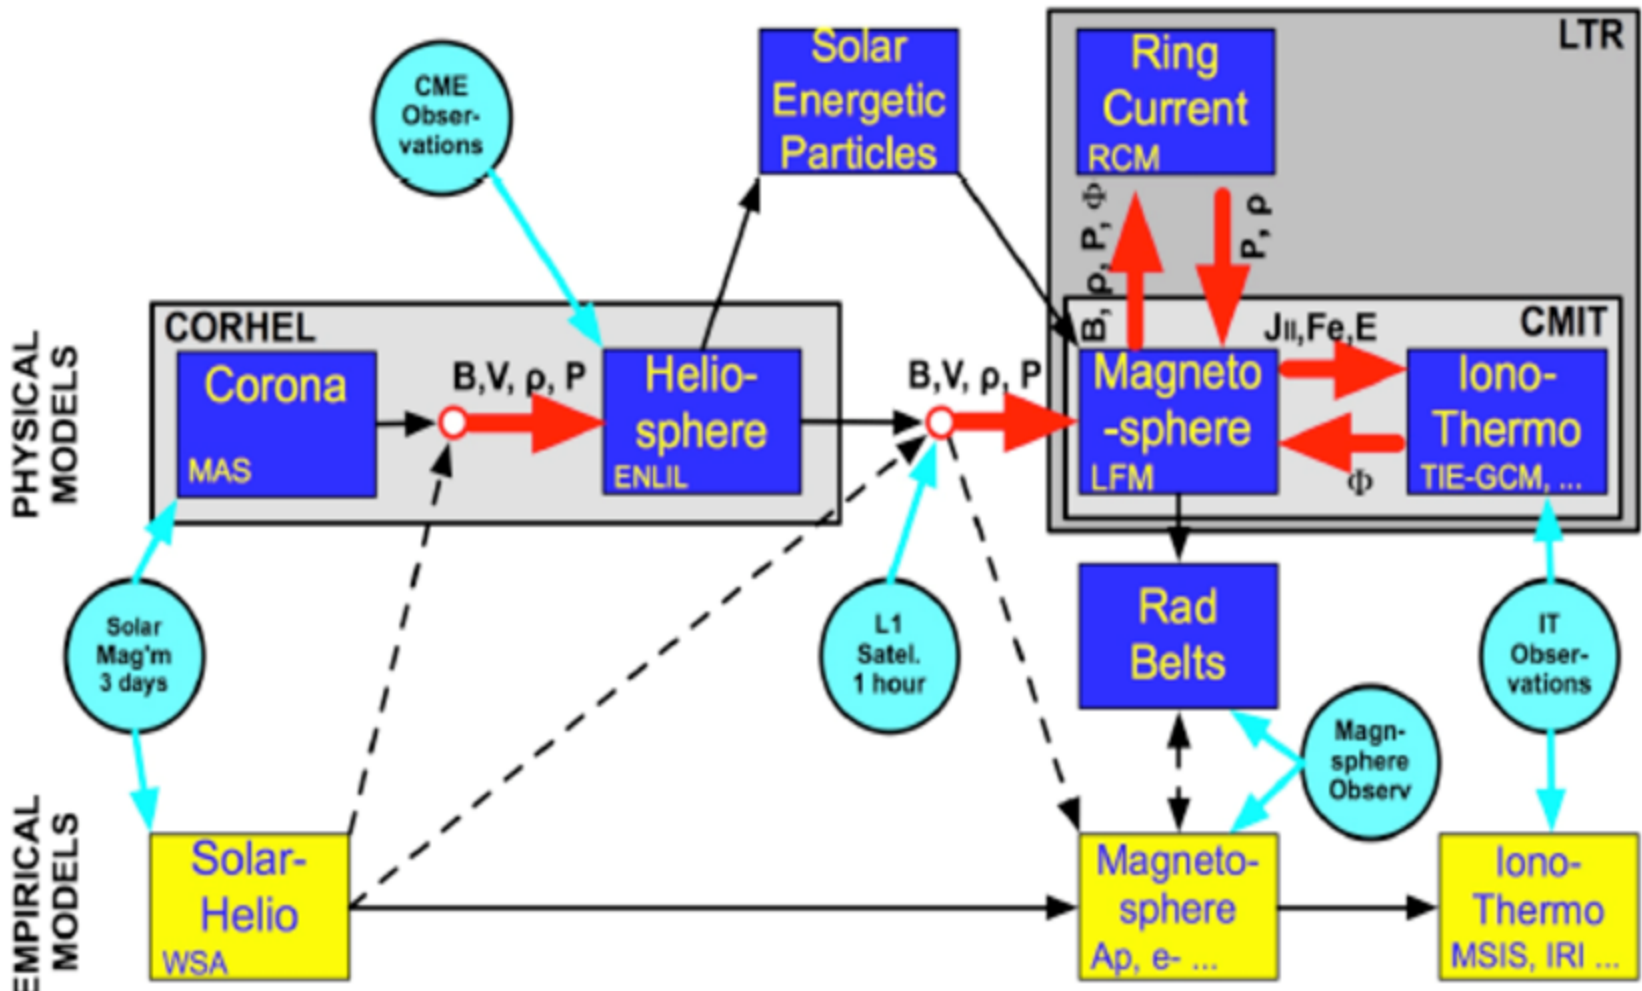 LTR
Solar
Energetic
Particles
Ring
Current
RCM
CME
Obser-
vations
B, ρ, P, Φ
P, ρ
CORHEL
CMIT
Corona
MAS
B,V, ρ, P
Helio-
sphere
ENLIL
B,V, ρ, P
Magneto
-sphere
LFM
JII,Fe,E
Φ
Iono-
Thermo
TIE-GCM, ...
PHYSICAL
MODELS
Solar
Mag'm
3 days
L1
Satel.
1 hour
Rad
Belts
IT
Obser-
vations
Magn-
sphere
Observ
EMPIRICAL
MODELS
Solar-
Helio
WSA
Magneto-
sphere
Ap, e- ...
Iono-
Thermo
MSIS, IRI ...